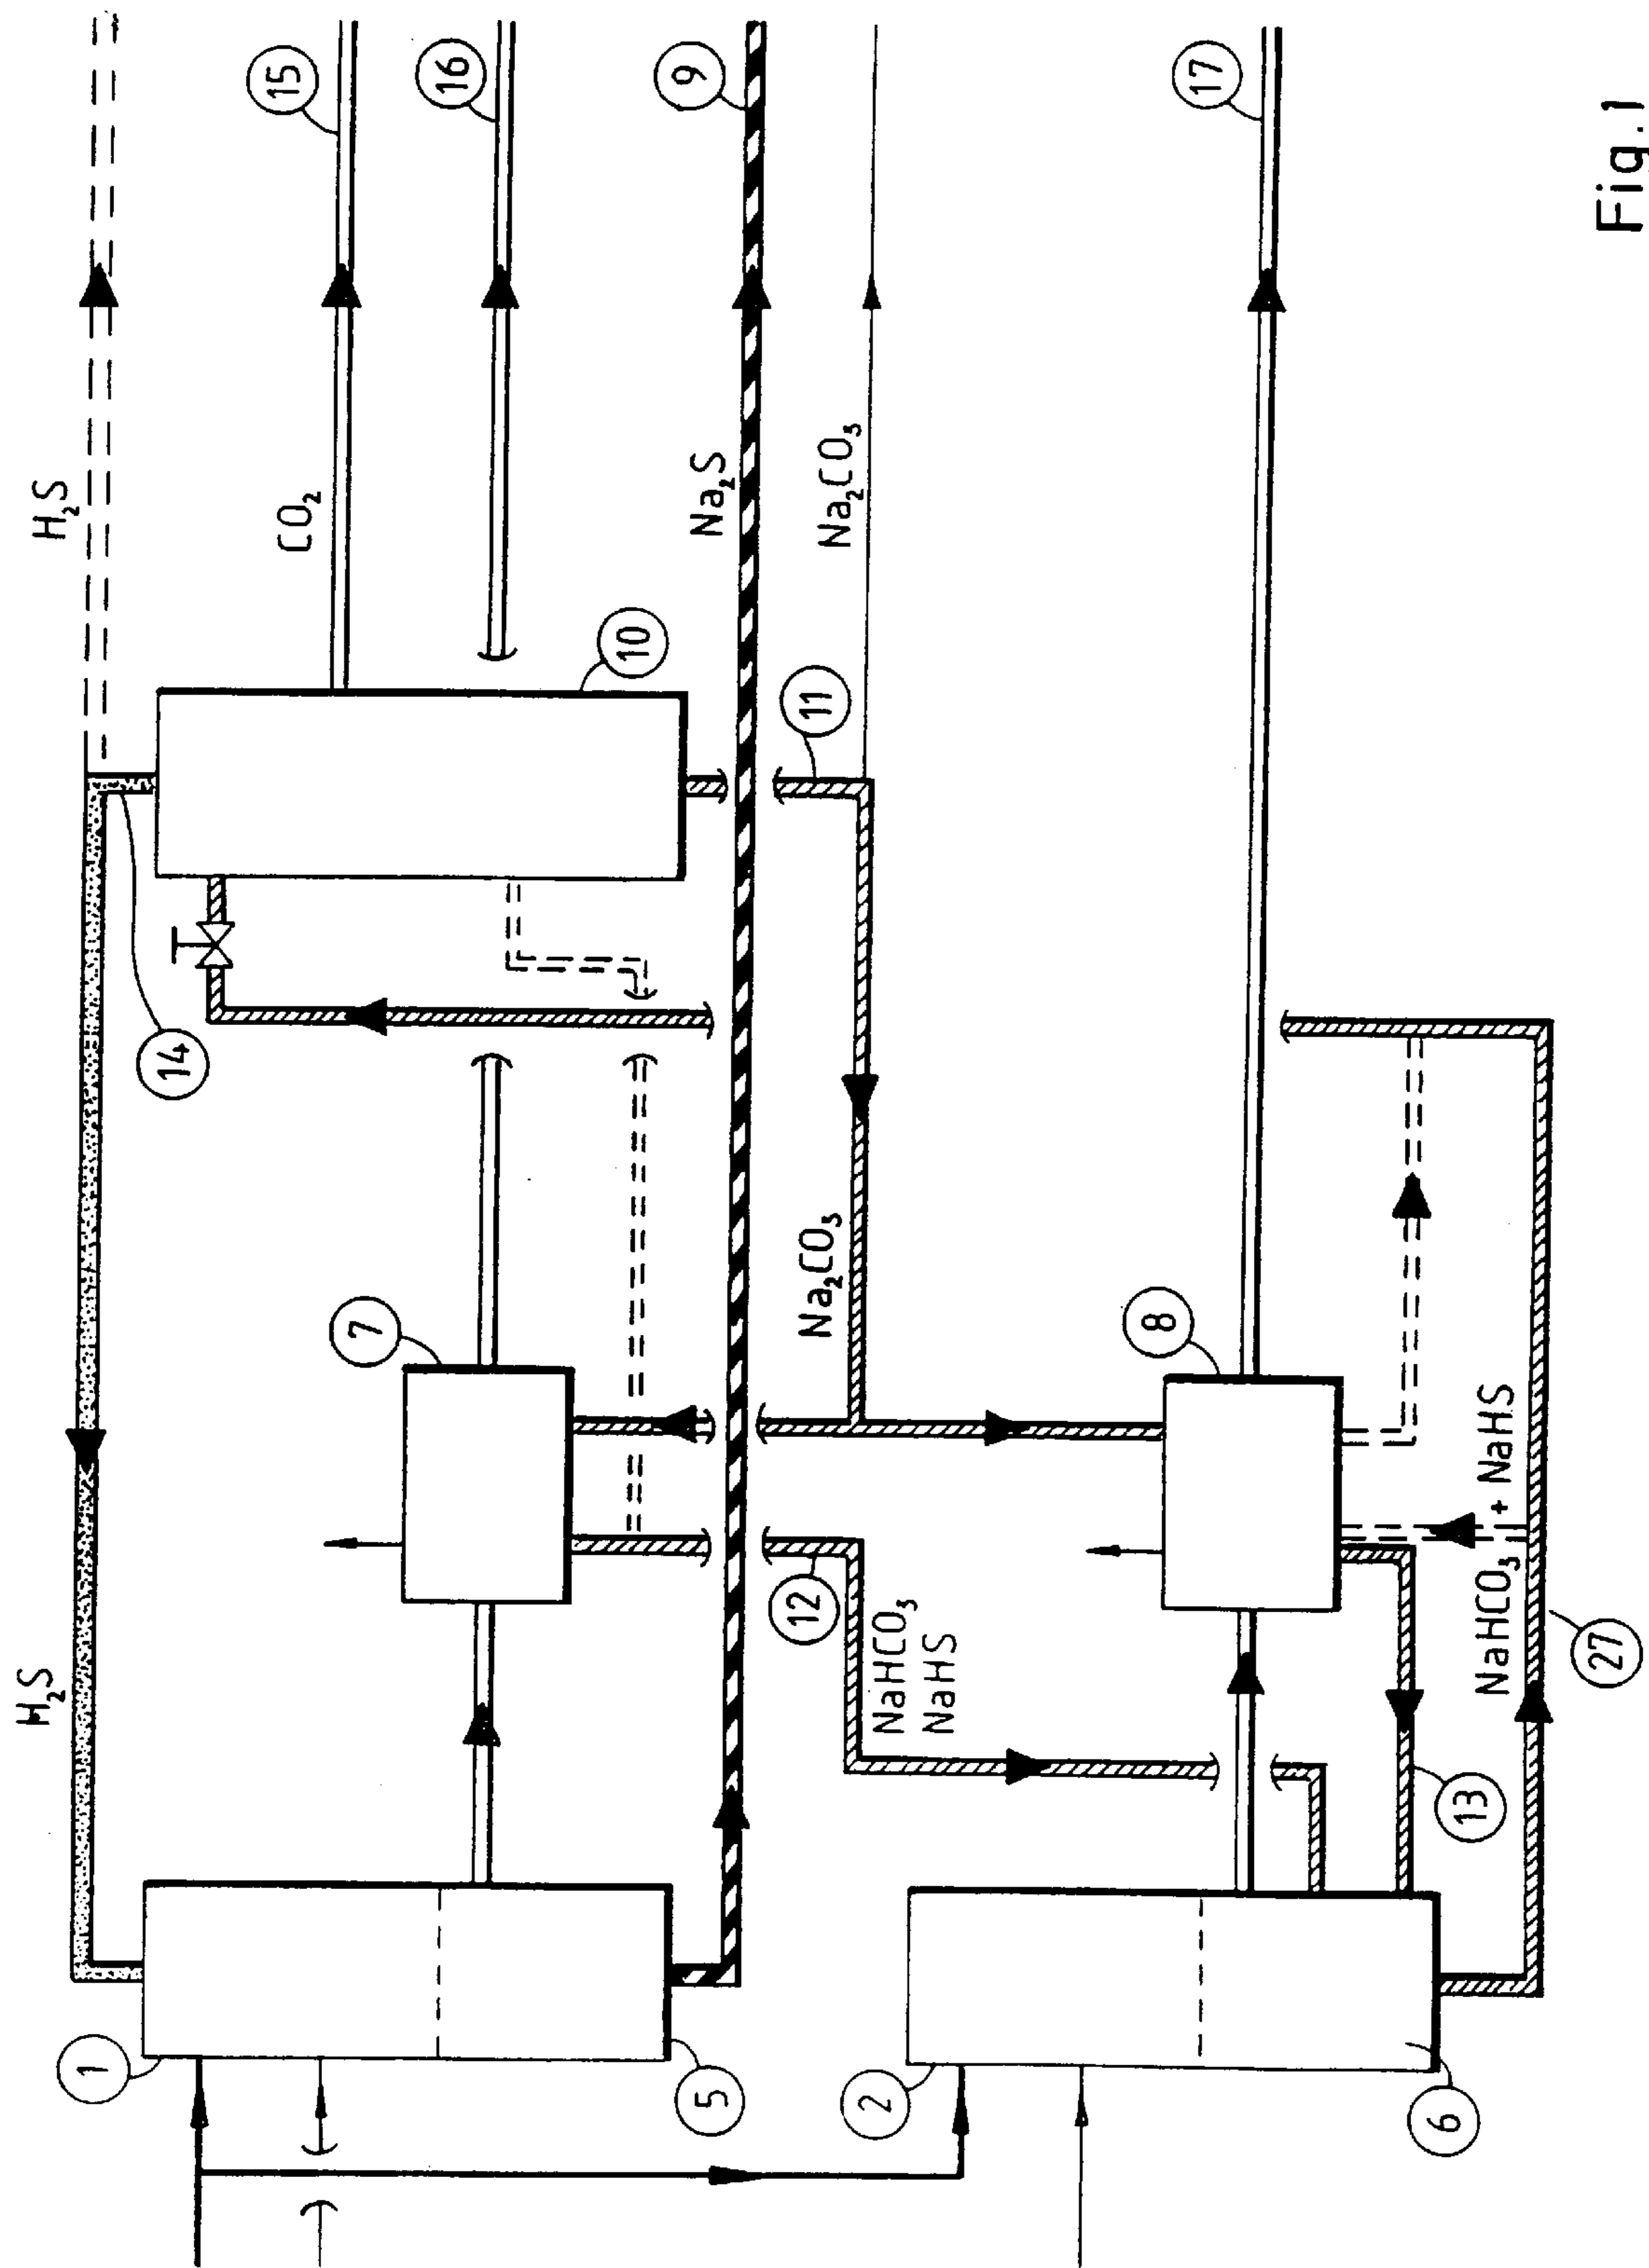 H₂S
H₂S
1
14
15
CO₂
7
16
10
9
5
Na₂S
12
Na₂CO₃
11
Na₂CO₃
2
NaHCO₃
NaHS
8
17
6
13
NaHCO₃ + NaHS
27
Fig.1